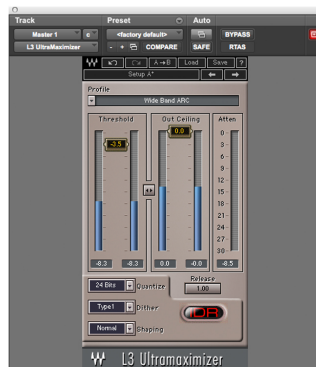 Track Preset Auto
Master 1 c <factory default> BYPASS
L3 UltraMaximizer - + COMPARE SAFE RTAS
A→B Load Save ?
Setup A*
Profile
Wide Band ARC
Threshold Out Ceiling Atten
-3.5 0.0
0
3
6
9
12
15
18
21
24
27
30
-8.3 -8.3 0.0 -0.0 -8.5
24 Bits Quantize
Release
1.00
Type1 Dither
Normal Shaping
L3 Ultramaximizer